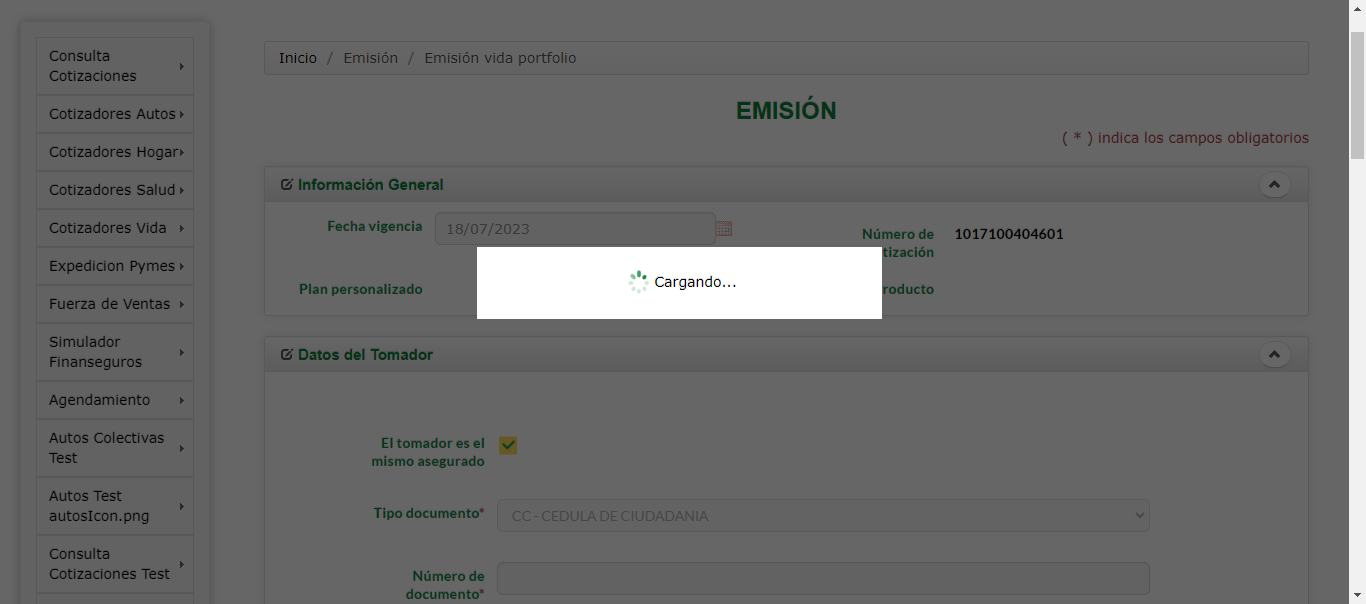 Consulta
Cotizaciones
Cotizadores Autos
Cotizadores Hogar
Cotizadores Salud
Cotizadores Vida
Expedicion Pymes
Fuerza de Ventas
Simulador
Finanseguros
Agendamiento
Autos Colectivas
Test
Autos Test
autosIcon.png
Consulta
Cotizaciones Test
Inicio / Emisión / Emisión vida portfolio
EMISIÓN
( * ) indica los campos obligatorios
Información General
Fecha vigencia 18/07/2023
Número de 1017100404601
tización
Cargando...
Plan personalizado
roducto
Datos del Tomador
El tomador es el
mismo asegurado
Tipo documento* CC - CEDULA DE CIUDADANIA
Número de
documento*